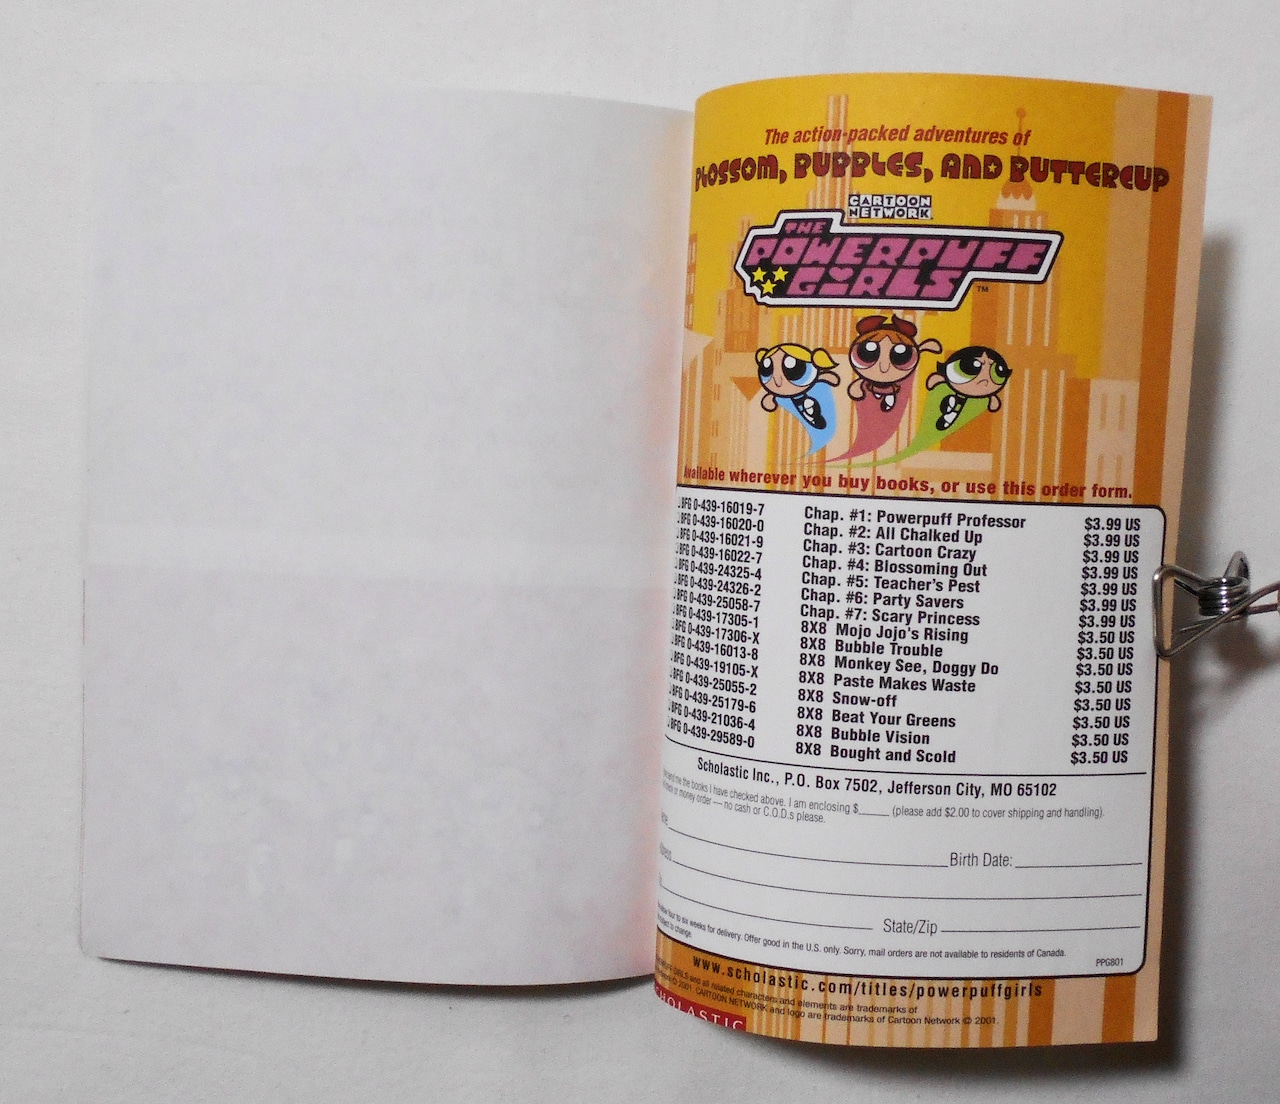 The action-packed adventures of
BLOSSOM, BUBBLES, AND BUTTERCUP
CARTOON
NETWORK
THE
POWERPUFF
GIRLS
TM
Available wherever you buy books, or use this order form.
BFG 0-439-16019-7 Chap. #1: Powerpuff Professor $3.99 US
BFG 0-439-16020-0 Chap. #2: All Chalked Up $3.99 US
BFG 0-439-16021-9 Chap. #3: Cartoon Crazy $3.99 US
BFG 0-439-16022-7 Chap. #4: Blossoming Out $3.99 US
BFG 0-439-24325-4 Chap. #5: Teacher's Pest $3.99 US
BFG 0-439-24326-2 Chap. #6: Party Savers $3.99 US
BFG 0-439-25058-7 Chap. #7: Scary Princess $3.99 US
BFG 0-439-17305-1 8X8 Mojo Jojo's Rising $3.50 US
BFG 0-439-17306-X 8X8 Bubble Trouble $3.50 US
BFG 0-439-16013-8 8X8 Monkey See, Doggy Do $3.50 US
BFG 0-439-19105-X 8X8 Paste Makes Waste $3.50 US
BFG 0-439-25055-2 8X8 Snow-off $3.50 US
BFG 0-439-25179-6 8X8 Beat Your Greens $3.50 US
BFG 0-439-21036-4 8X8 Bubble Vision $3.50 US
BFG 0-439-29589-0 8X8 Bought and Scold $3.50 US
Scholastic Inc., P.O. Box 7502, Jefferson City, MO 65102
me the books I have checked above. I am enclosing $______ (please add $2.00 to cover shipping and handling).
or money order — no cash or C.O.D.s please.
Birth Date:
State/Zip
four to six weeks for delivery. Offer good in the U.S. only. Sorry, mail orders are not available to residents of Canada.
to change.
PPG801
www.scholastic.com/titles/powerpuffgirls
GIRLS and all related characters and elements are trademarks of
© 2001. CARTOON NETWORK and logo are trademarks of Cartoon Network © 2001.
SCHOLASTIC